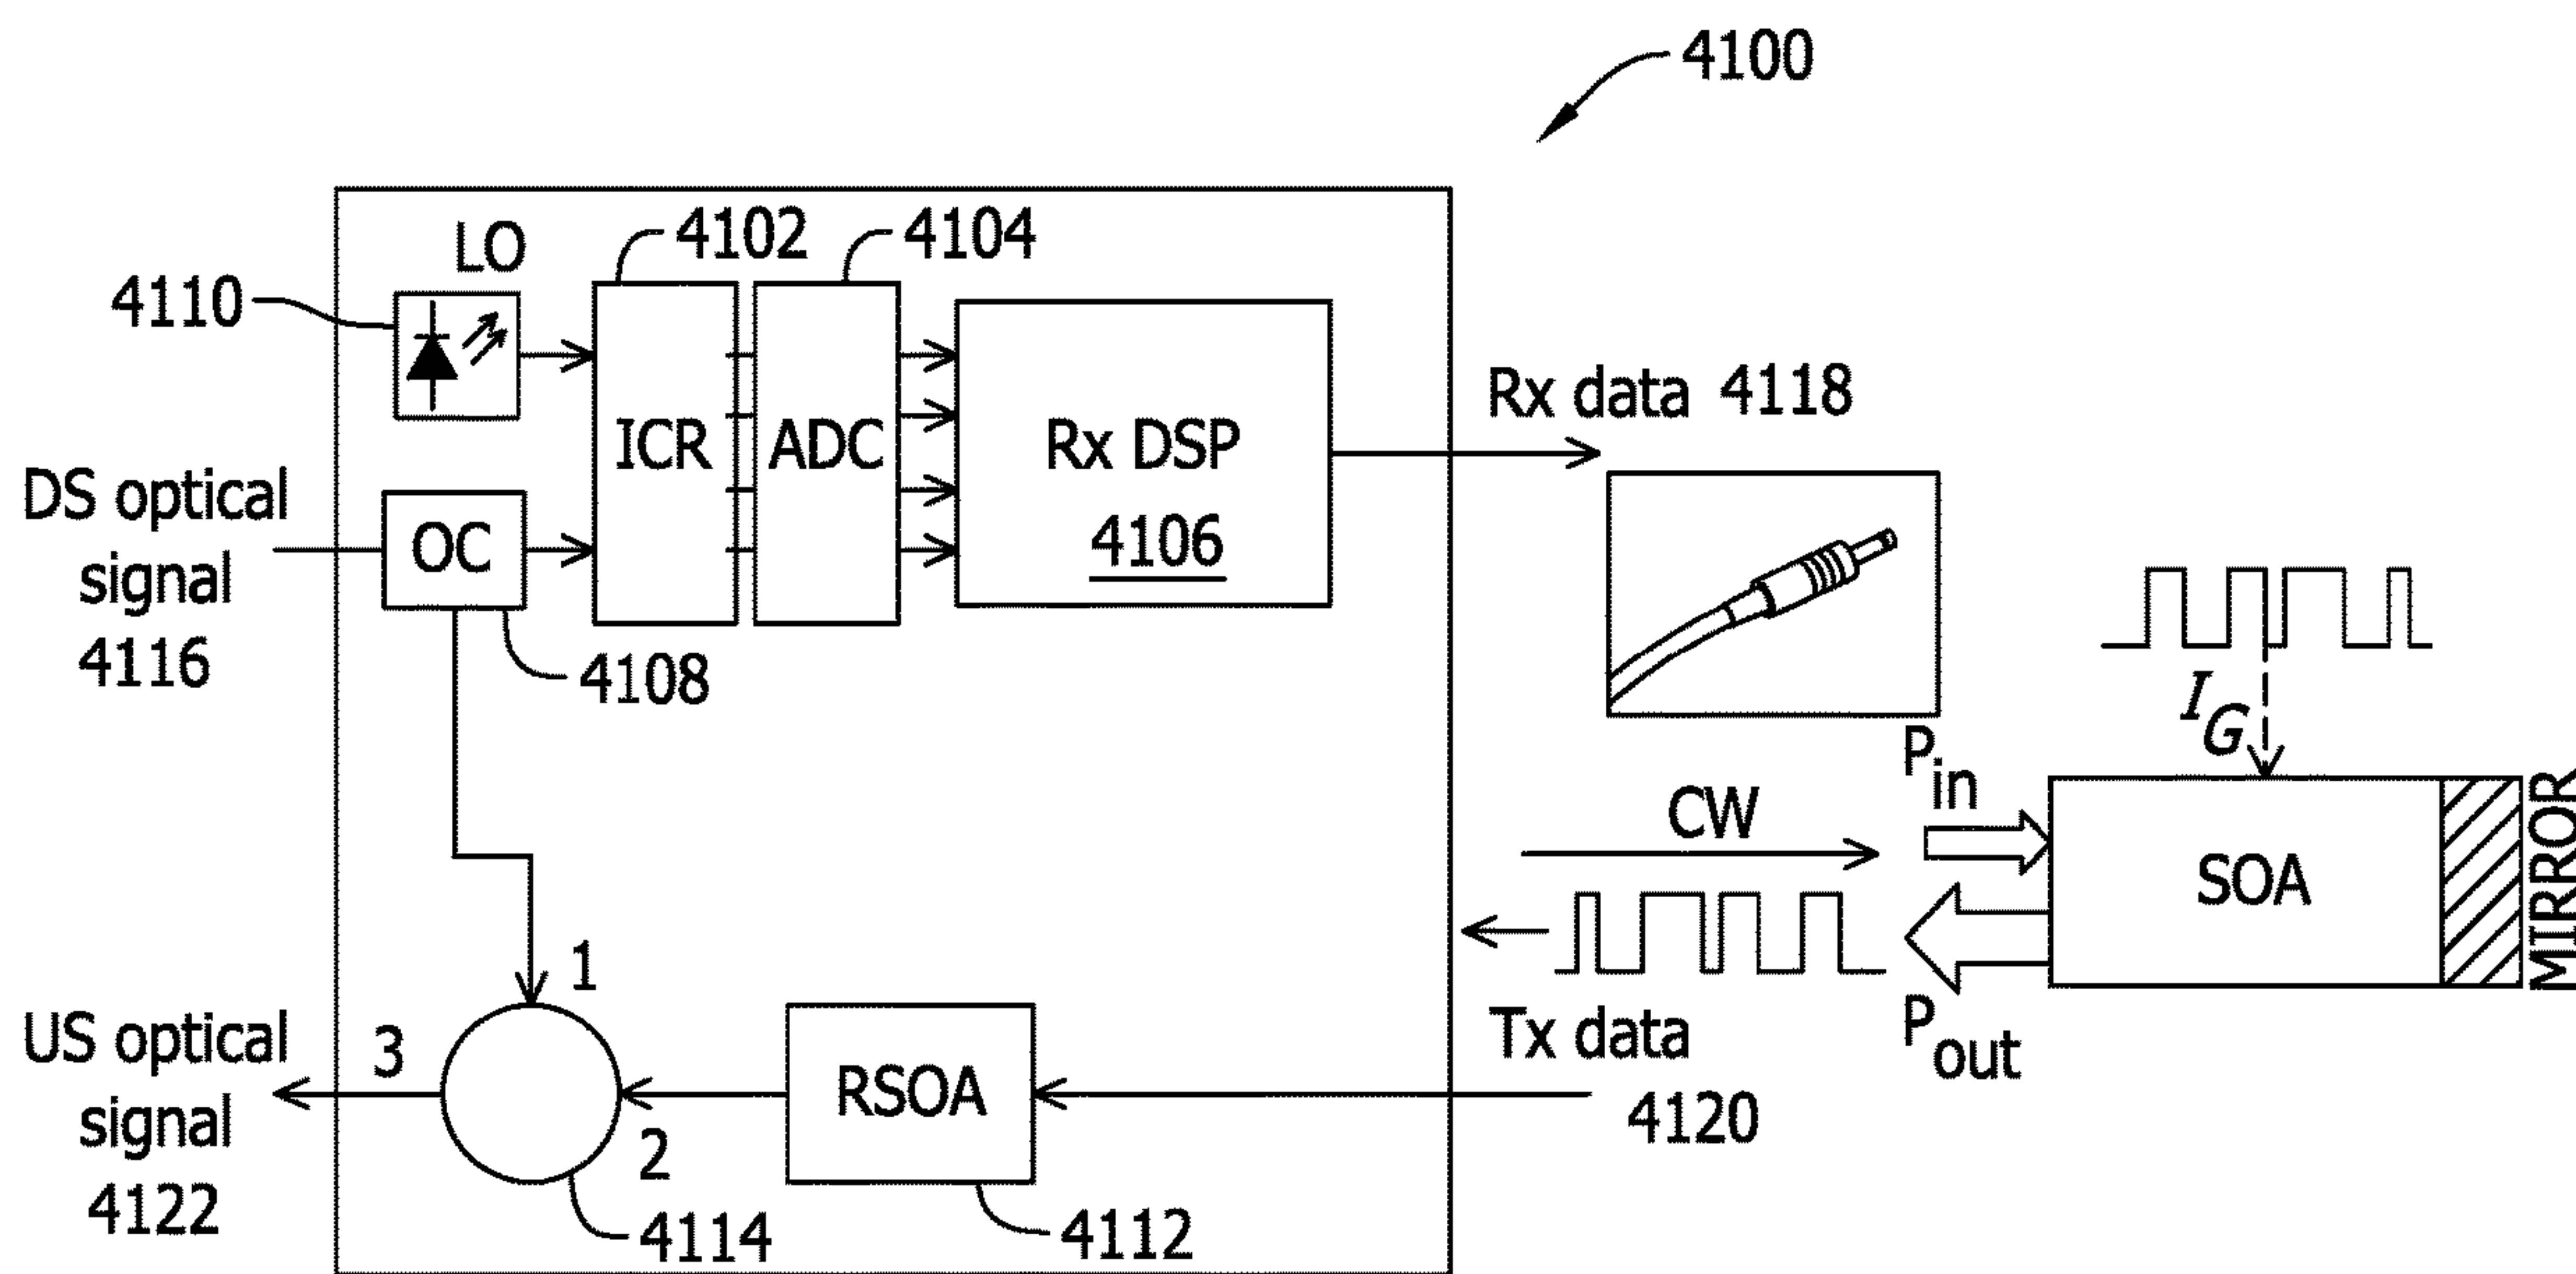 4100
4102
4104
LO
4110
ICR
ADC
Rx DSP
4106
Rx data 4118
DS optical
signal
4116
OC
4108
I_G
P_in
CW
SOA
MIRROR
P_out
Tx data
4120
1
US optical
signal
4122
3
2
RSOA
4114
4112